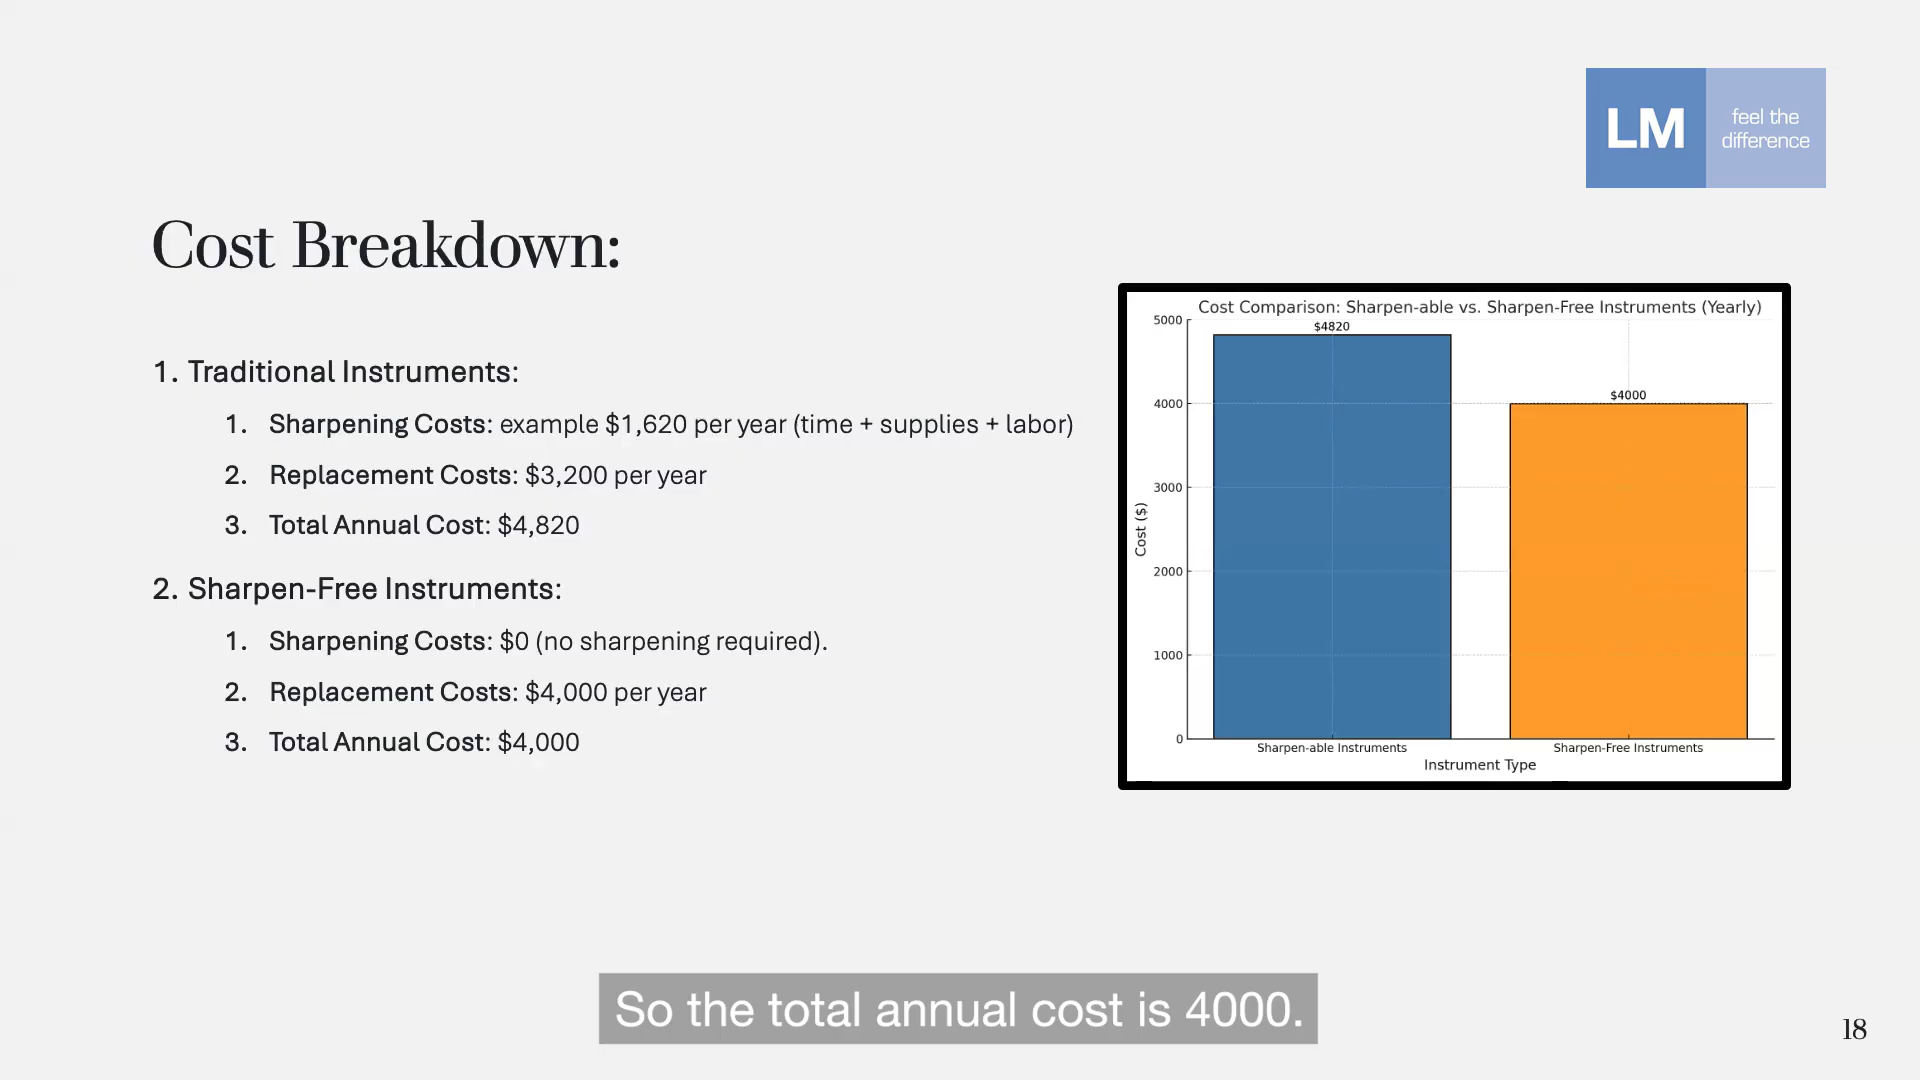 LM
feel the
difference
Cost Breakdown:
1. Traditional Instruments:
1. Sharpening Costs: example $1,620 per year (time + supplies + labor)
2. Replacement Costs: $3,200 per year
3. Total Annual Cost: $4,820
2. Sharpen-Free Instruments:
1. Sharpening Costs: $0 (no sharpening required).
2. Replacement Costs: $4,000 per year
3. Total Annual Cost: $4,000
Cost Comparison: Sharpen-able vs. Sharpen-Free Instruments (Yearly)
5000
$4820
$4000
4000
3000
Cost ($)
2000
1000
0
Sharpen-able Instruments Sharpen-Free Instruments
Instrument Type
So the total annual cost is 4000.
18